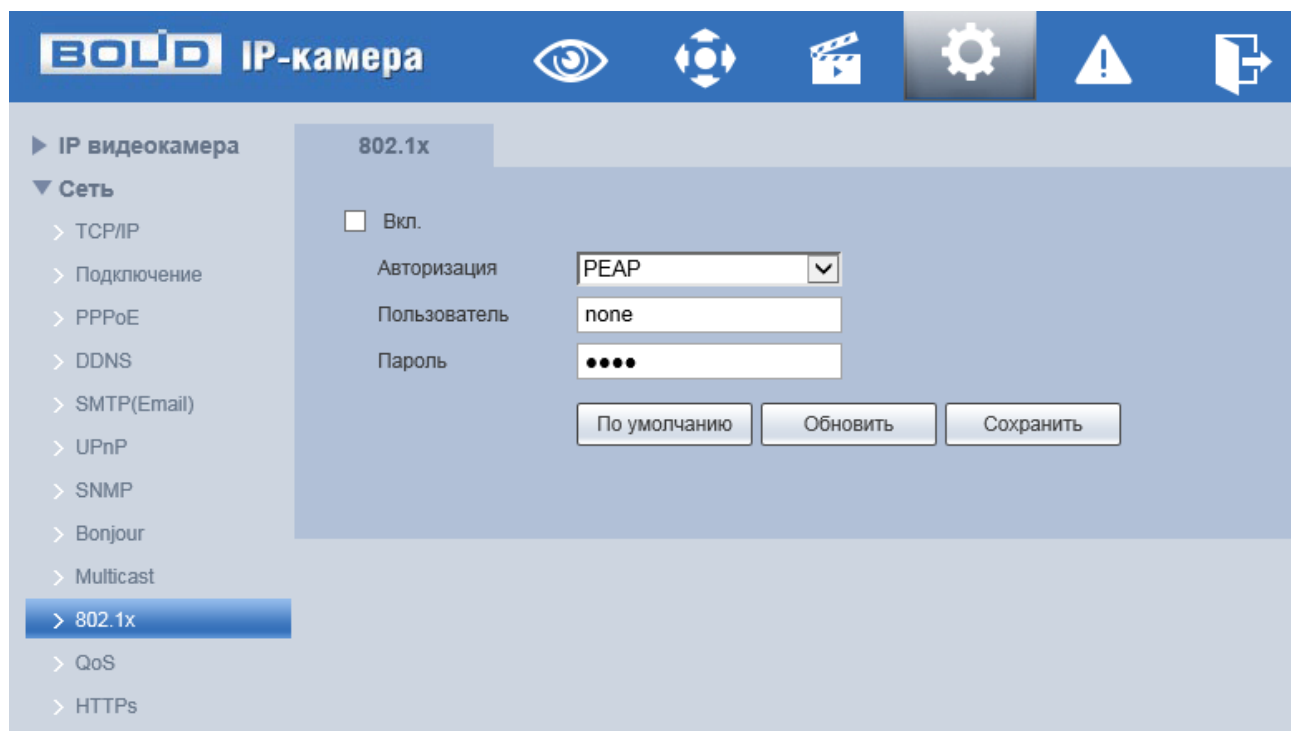 BOLID IP-камера
IP видеокамера
Сеть
TCP/IP
Подключение
PPPoE
DDNS
SMTP(Email)
UPnP
SNMP
Bonjour
Multicast
802.1x
QoS
HTTPs
802.1x
Вкл.
Авторизация PEAP
Пользователь none
Пароль ••••
По умолчанию Обновить Сохранить